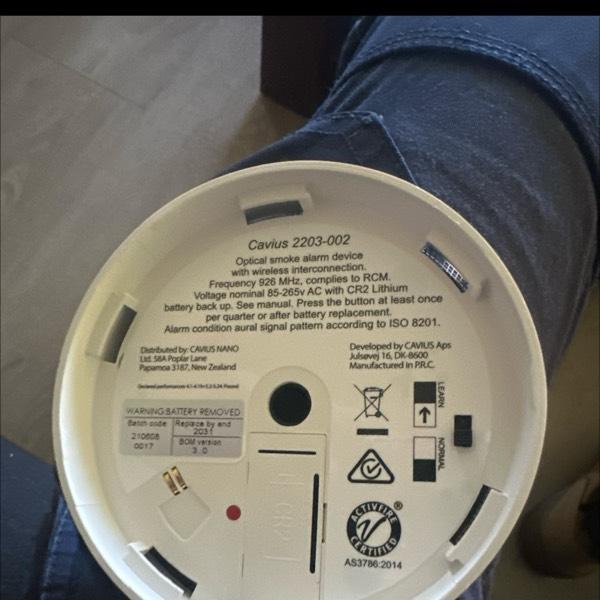 Cavius 2203-002
Optical smoke alarm device
with wireless interconnection.
Frequency 926 MHz, complies to RCM.
Voltage nominal 85-265v AC with CR2 Lithium
battery back up. See manual. Press the button at least once
per quarter or after battery replacement.
Alarm condition aural signal pattern according to ISO 8201.
Distributed by: CAVIUS NANO
Ltd. 58A Poplar Lane
Papamoa 3187, New Zealand
Developed by CAVIUS Aps
Julsøvej 16, DK-8600
Manufactured in P.R.C.
WARNING:BATTERY REMOVED
Batch code
210608
0017
Replace by end
2031
BOM version
3.0
LEARN
NORMAL
CR2
ACTIVFIRE
CERTIFIED
®
AS3786:2014